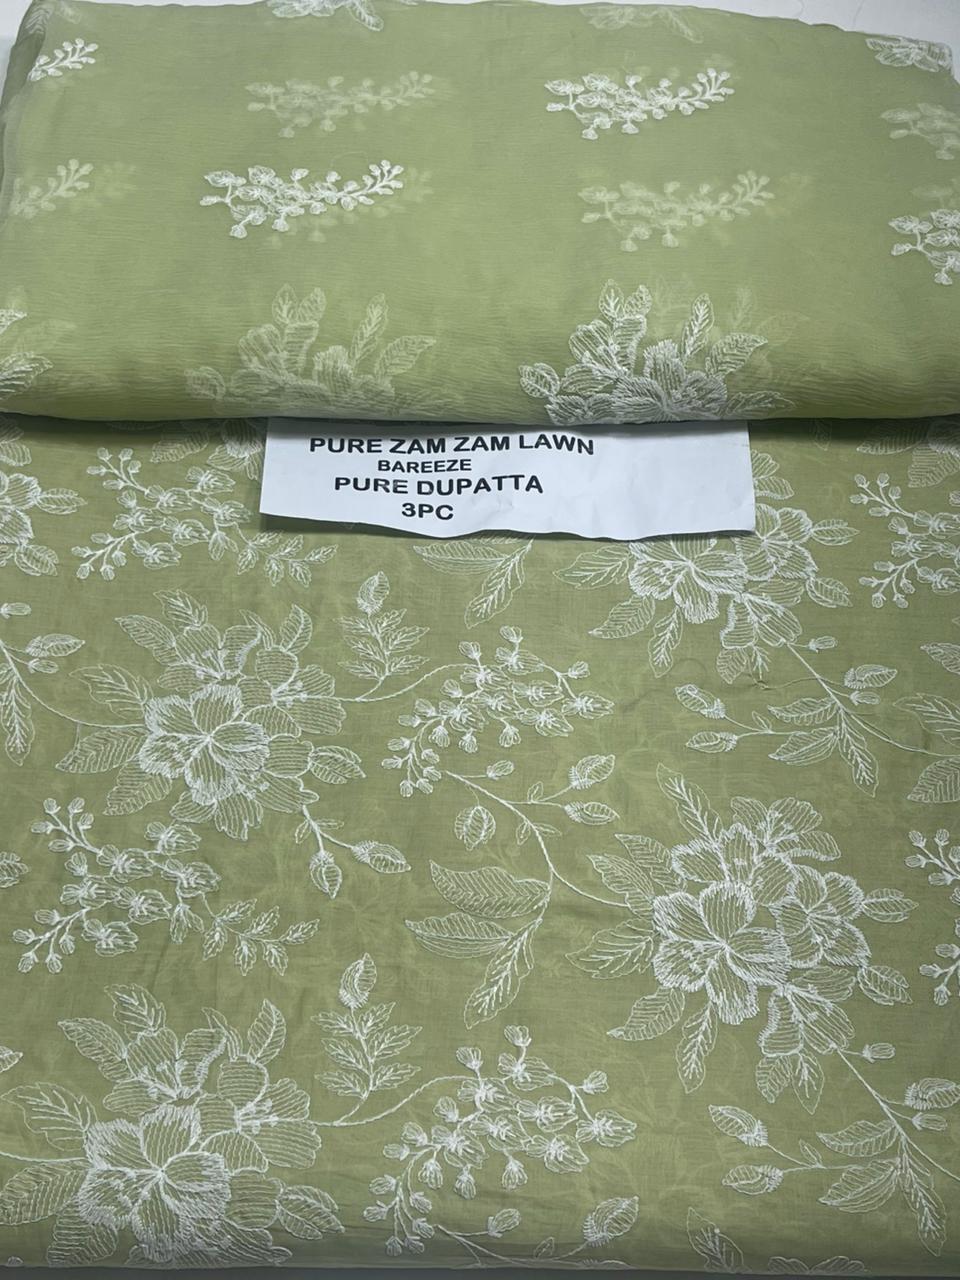 PURE ZAM ZAM LAWN
BAREEZE
PURE DUPATTA
3PC